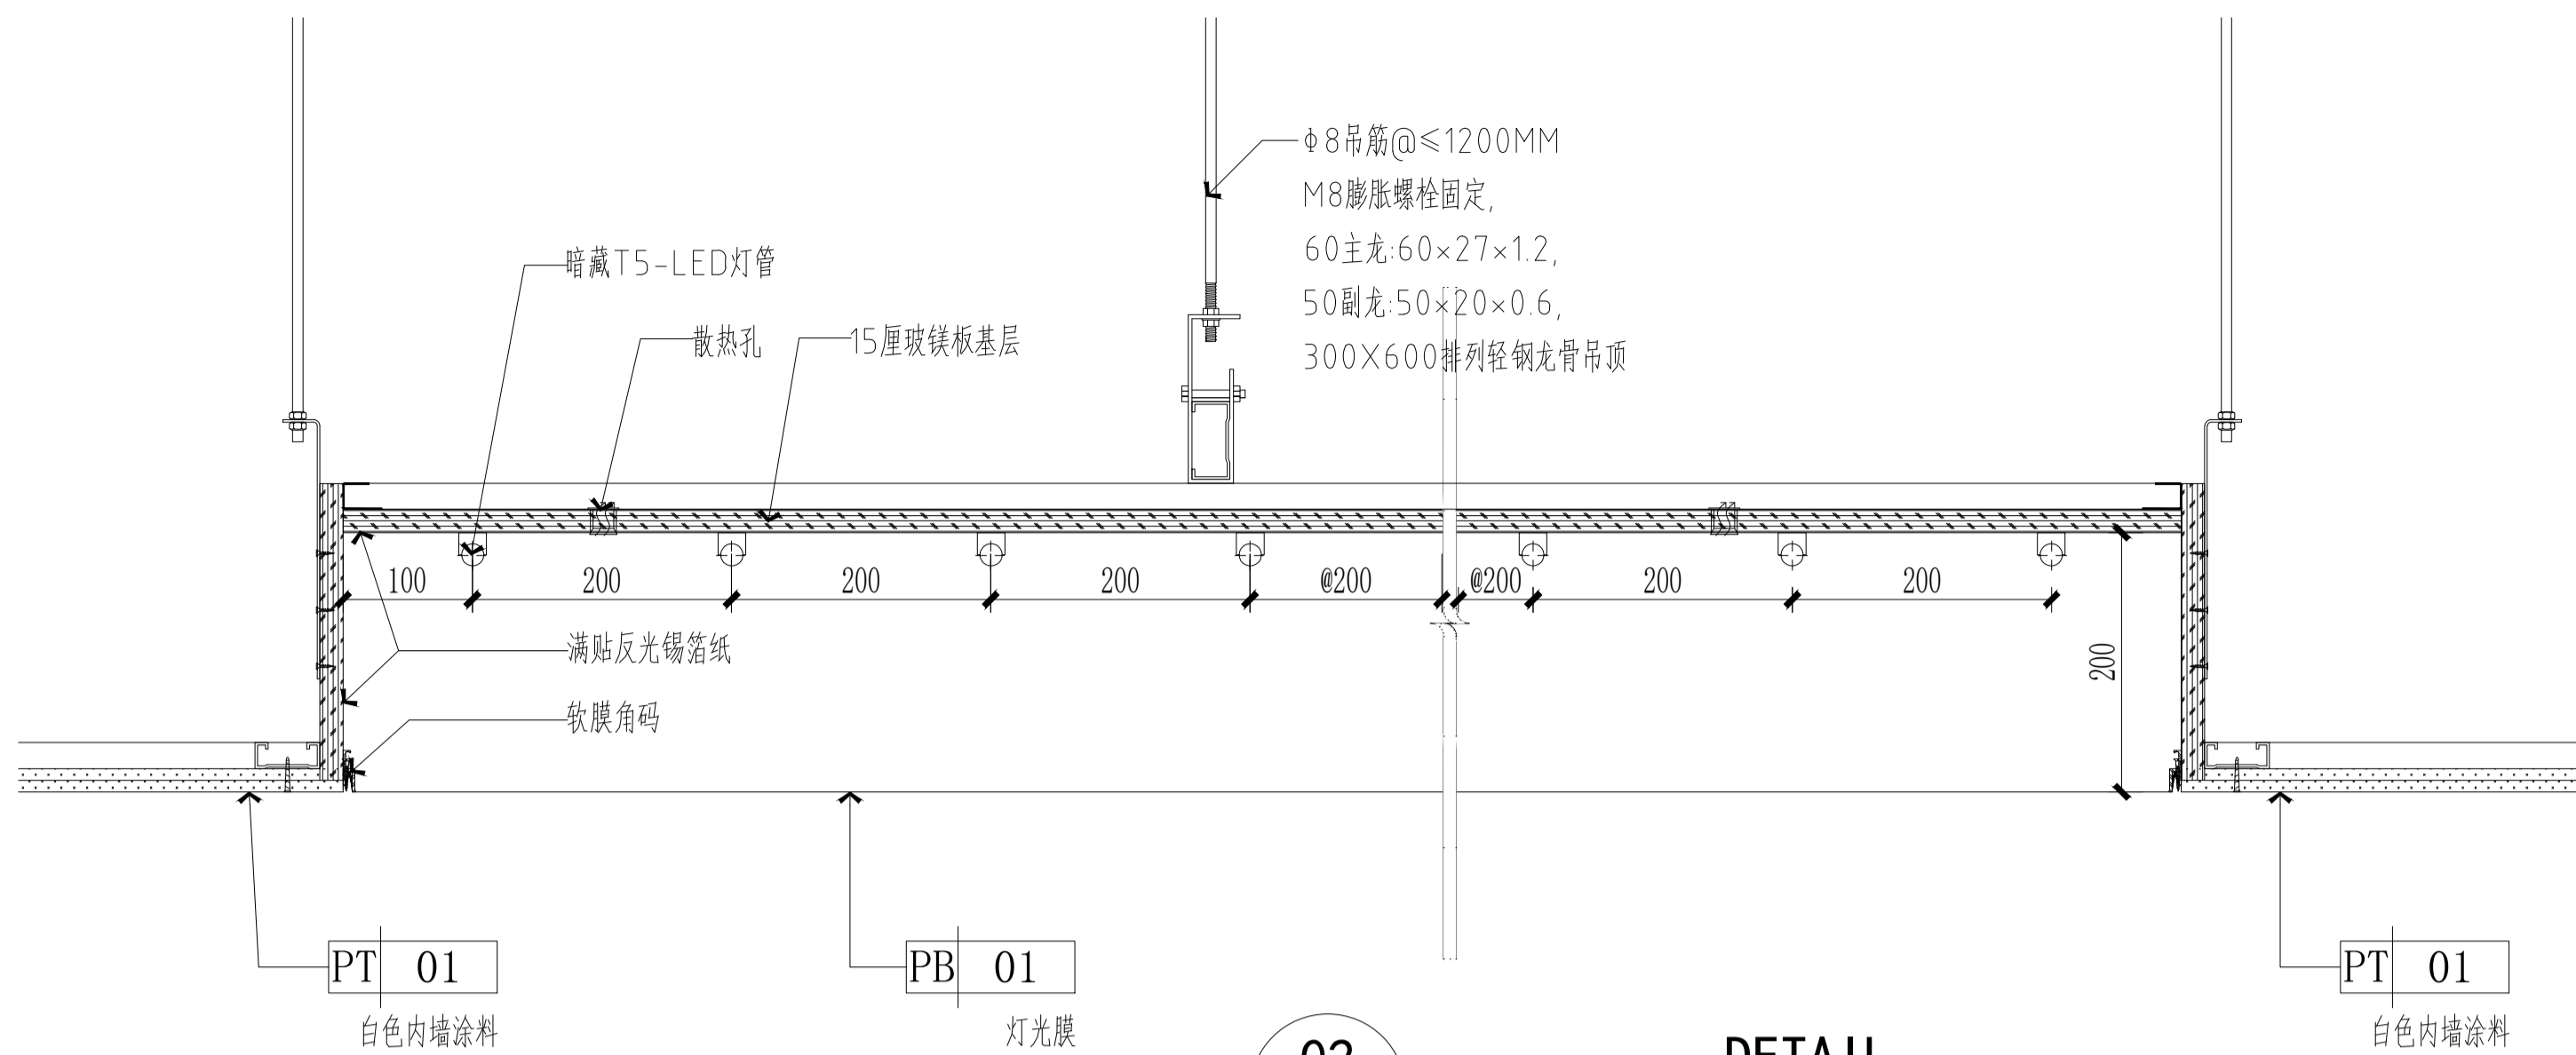 Φ8吊筋@≤1200MM
M8膨胀螺栓固定,
60主龙:60×27×1.2,
50副龙:50×20×0.6,
300X600排列轻钢龙骨吊顶
暗藏T5-LED灯管
散热孔
15厘玻镁板基层
100
200
200
200
@200
@200
200
200
200
满贴反光锡箔纸
软膜角码
PT 01
白色内墙涂料
PB 01
灯光膜
PT 01
白色内墙涂料